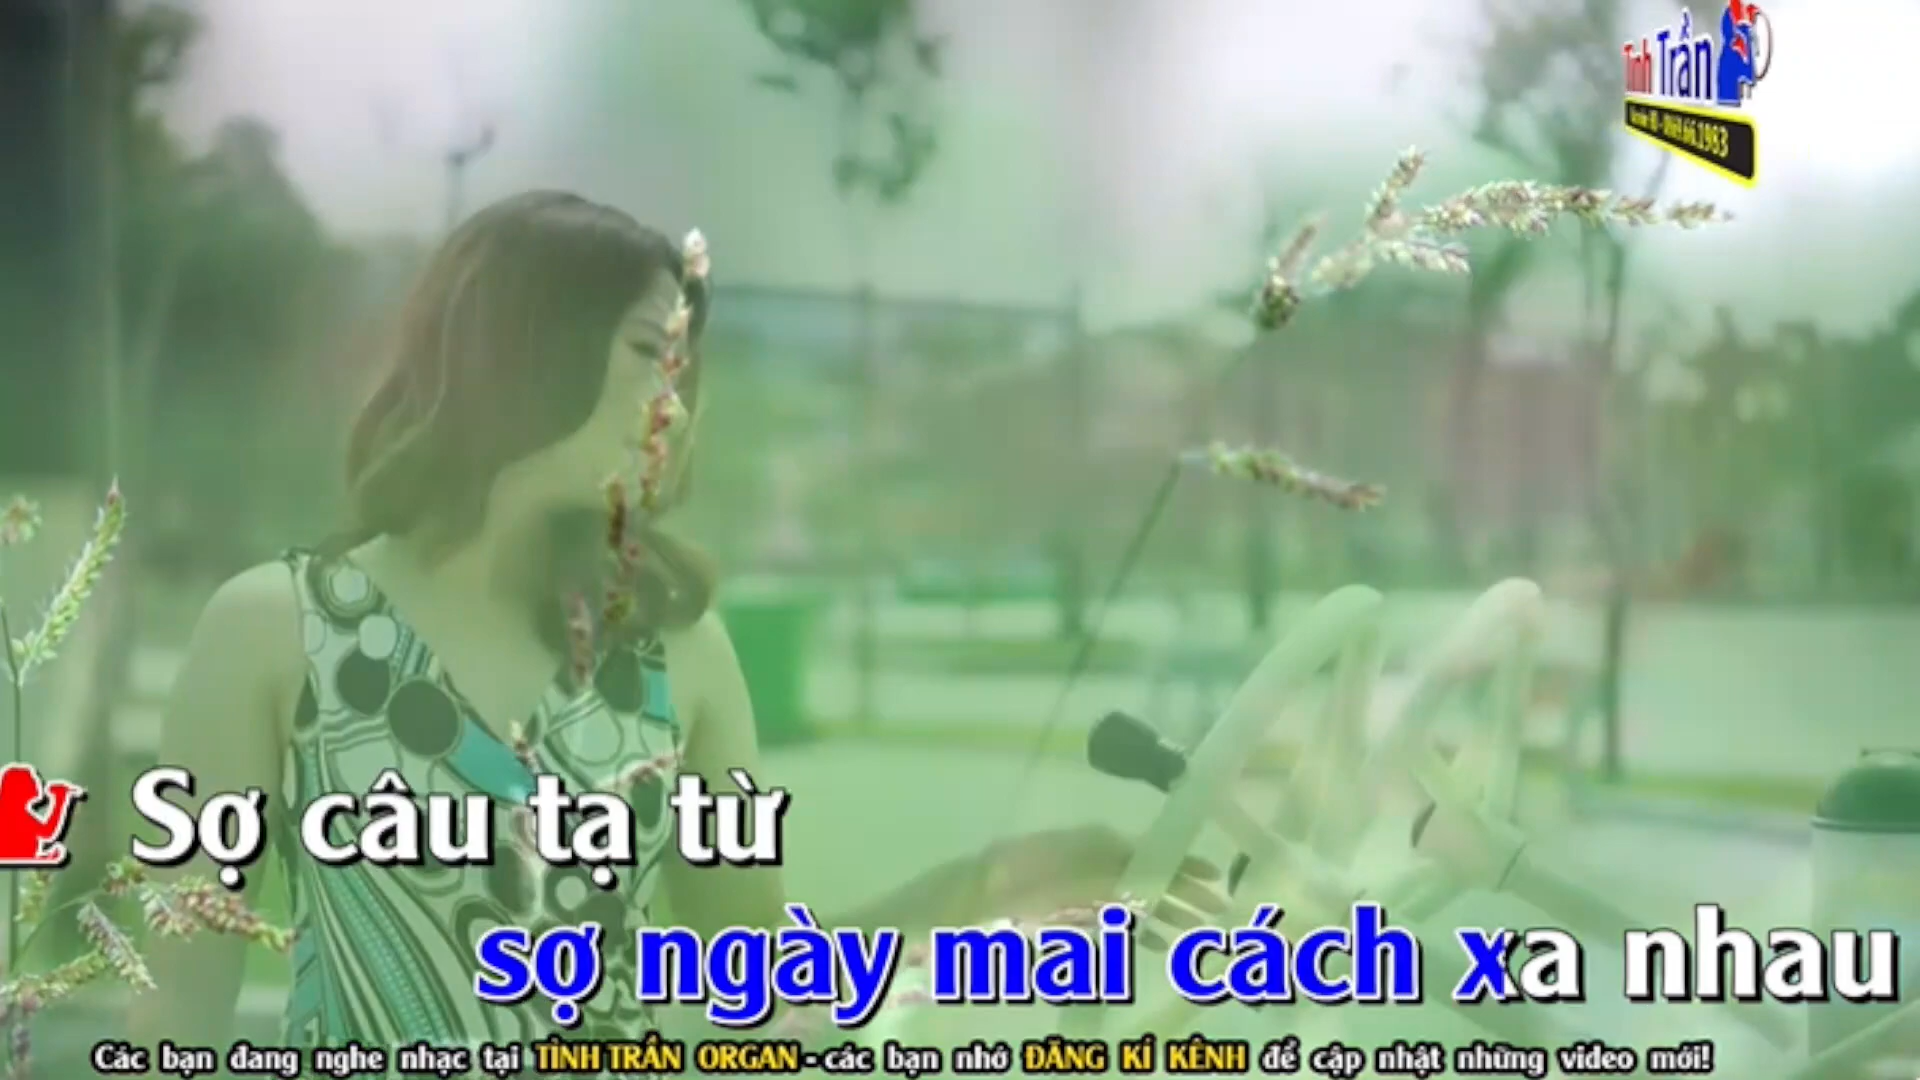 Tình Trần
Sợ câu tạ từ
sợ ngày mai cách xa nhau
Các bạn đang nghe nhạc tại TÌNH TRẦN ORGAN - các bạn nhớ ĐĂNG KÍ KÊNH để cập nhật những video mới!